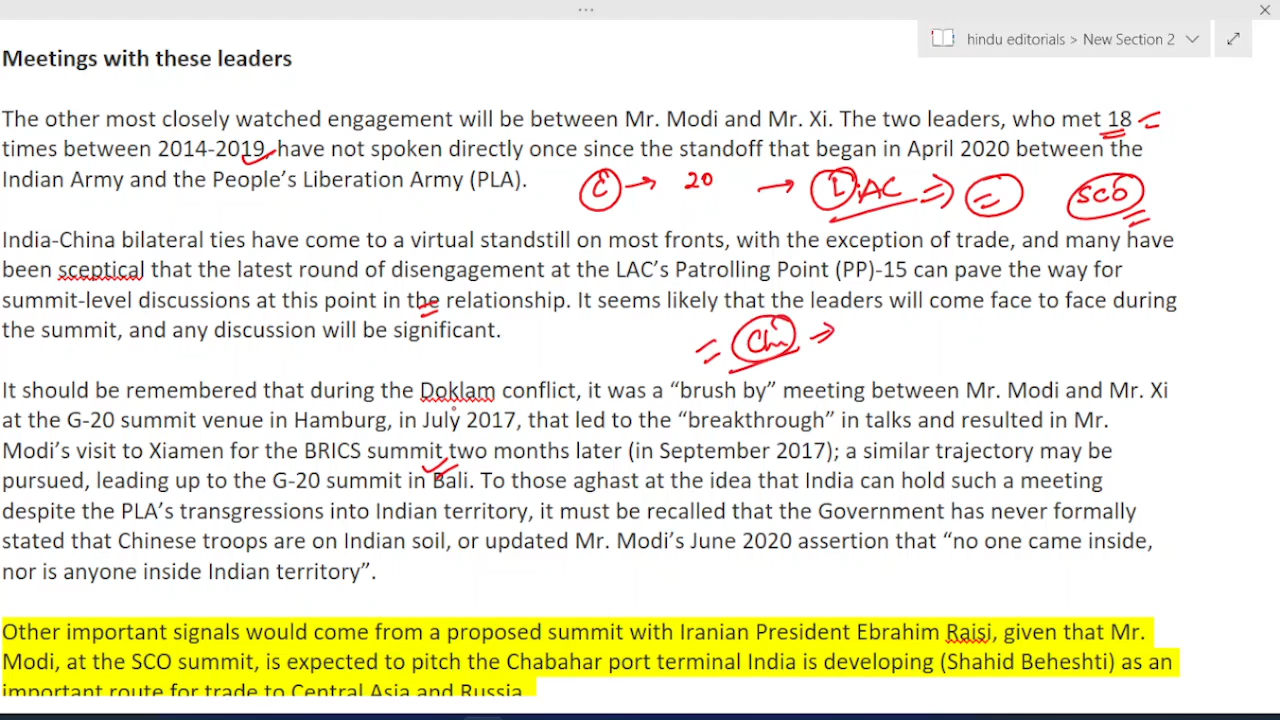 hindu editorials > New Section 2
Meetings with these leaders
The other most closely watched engagement will be between Mr. Modi and Mr. Xi. The two leaders, who met 18
times between 2014-2019, have not spoken directly once since the standoff that began in April 2020 between the
Indian Army and the People’s Liberation Army (PLA).
C → 20 → LAC ⇒ = SCO
India-China bilateral ties have come to a virtual standstill on most fronts, with the exception of trade, and many have
been sceptical that the latest round of disengagement at the LAC’s Patrolling Point (PP)-15 can pave the way for
summit-level discussions at this point in the relationship. It seems likely that the leaders will come face to face during
the summit, and any discussion will be significant.
It should be remembered that during the Doklam conflict, it was a “brush by” meeting between Mr. Modi and Mr. Xi
at the G-20 summit venue in Hamburg, in July 2017, that led to the “breakthrough” in talks and resulted in Mr.
Modi’s visit to Xiamen for the BRICS summit two months later (in September 2017); a similar trajectory may be
pursued, leading up to the G-20 summit in Bali. To those aghast at the idea that India can hold such a meeting
despite the PLA’s transgressions into Indian territory, it must be recalled that the Government has never formally
stated that Chinese troops are on Indian soil, or updated Mr. Modi’s June 2020 assertion that “no one came inside,
nor is anyone inside Indian territory”.
Other important signals would come from a proposed summit with Iranian President Ebrahim Raisi, given that Mr.
Modi, at the SCO summit, is expected to pitch the Chabahar port terminal India is developing (Shahid Beheshti) as an
important route for trade to Central Asia and Russia.